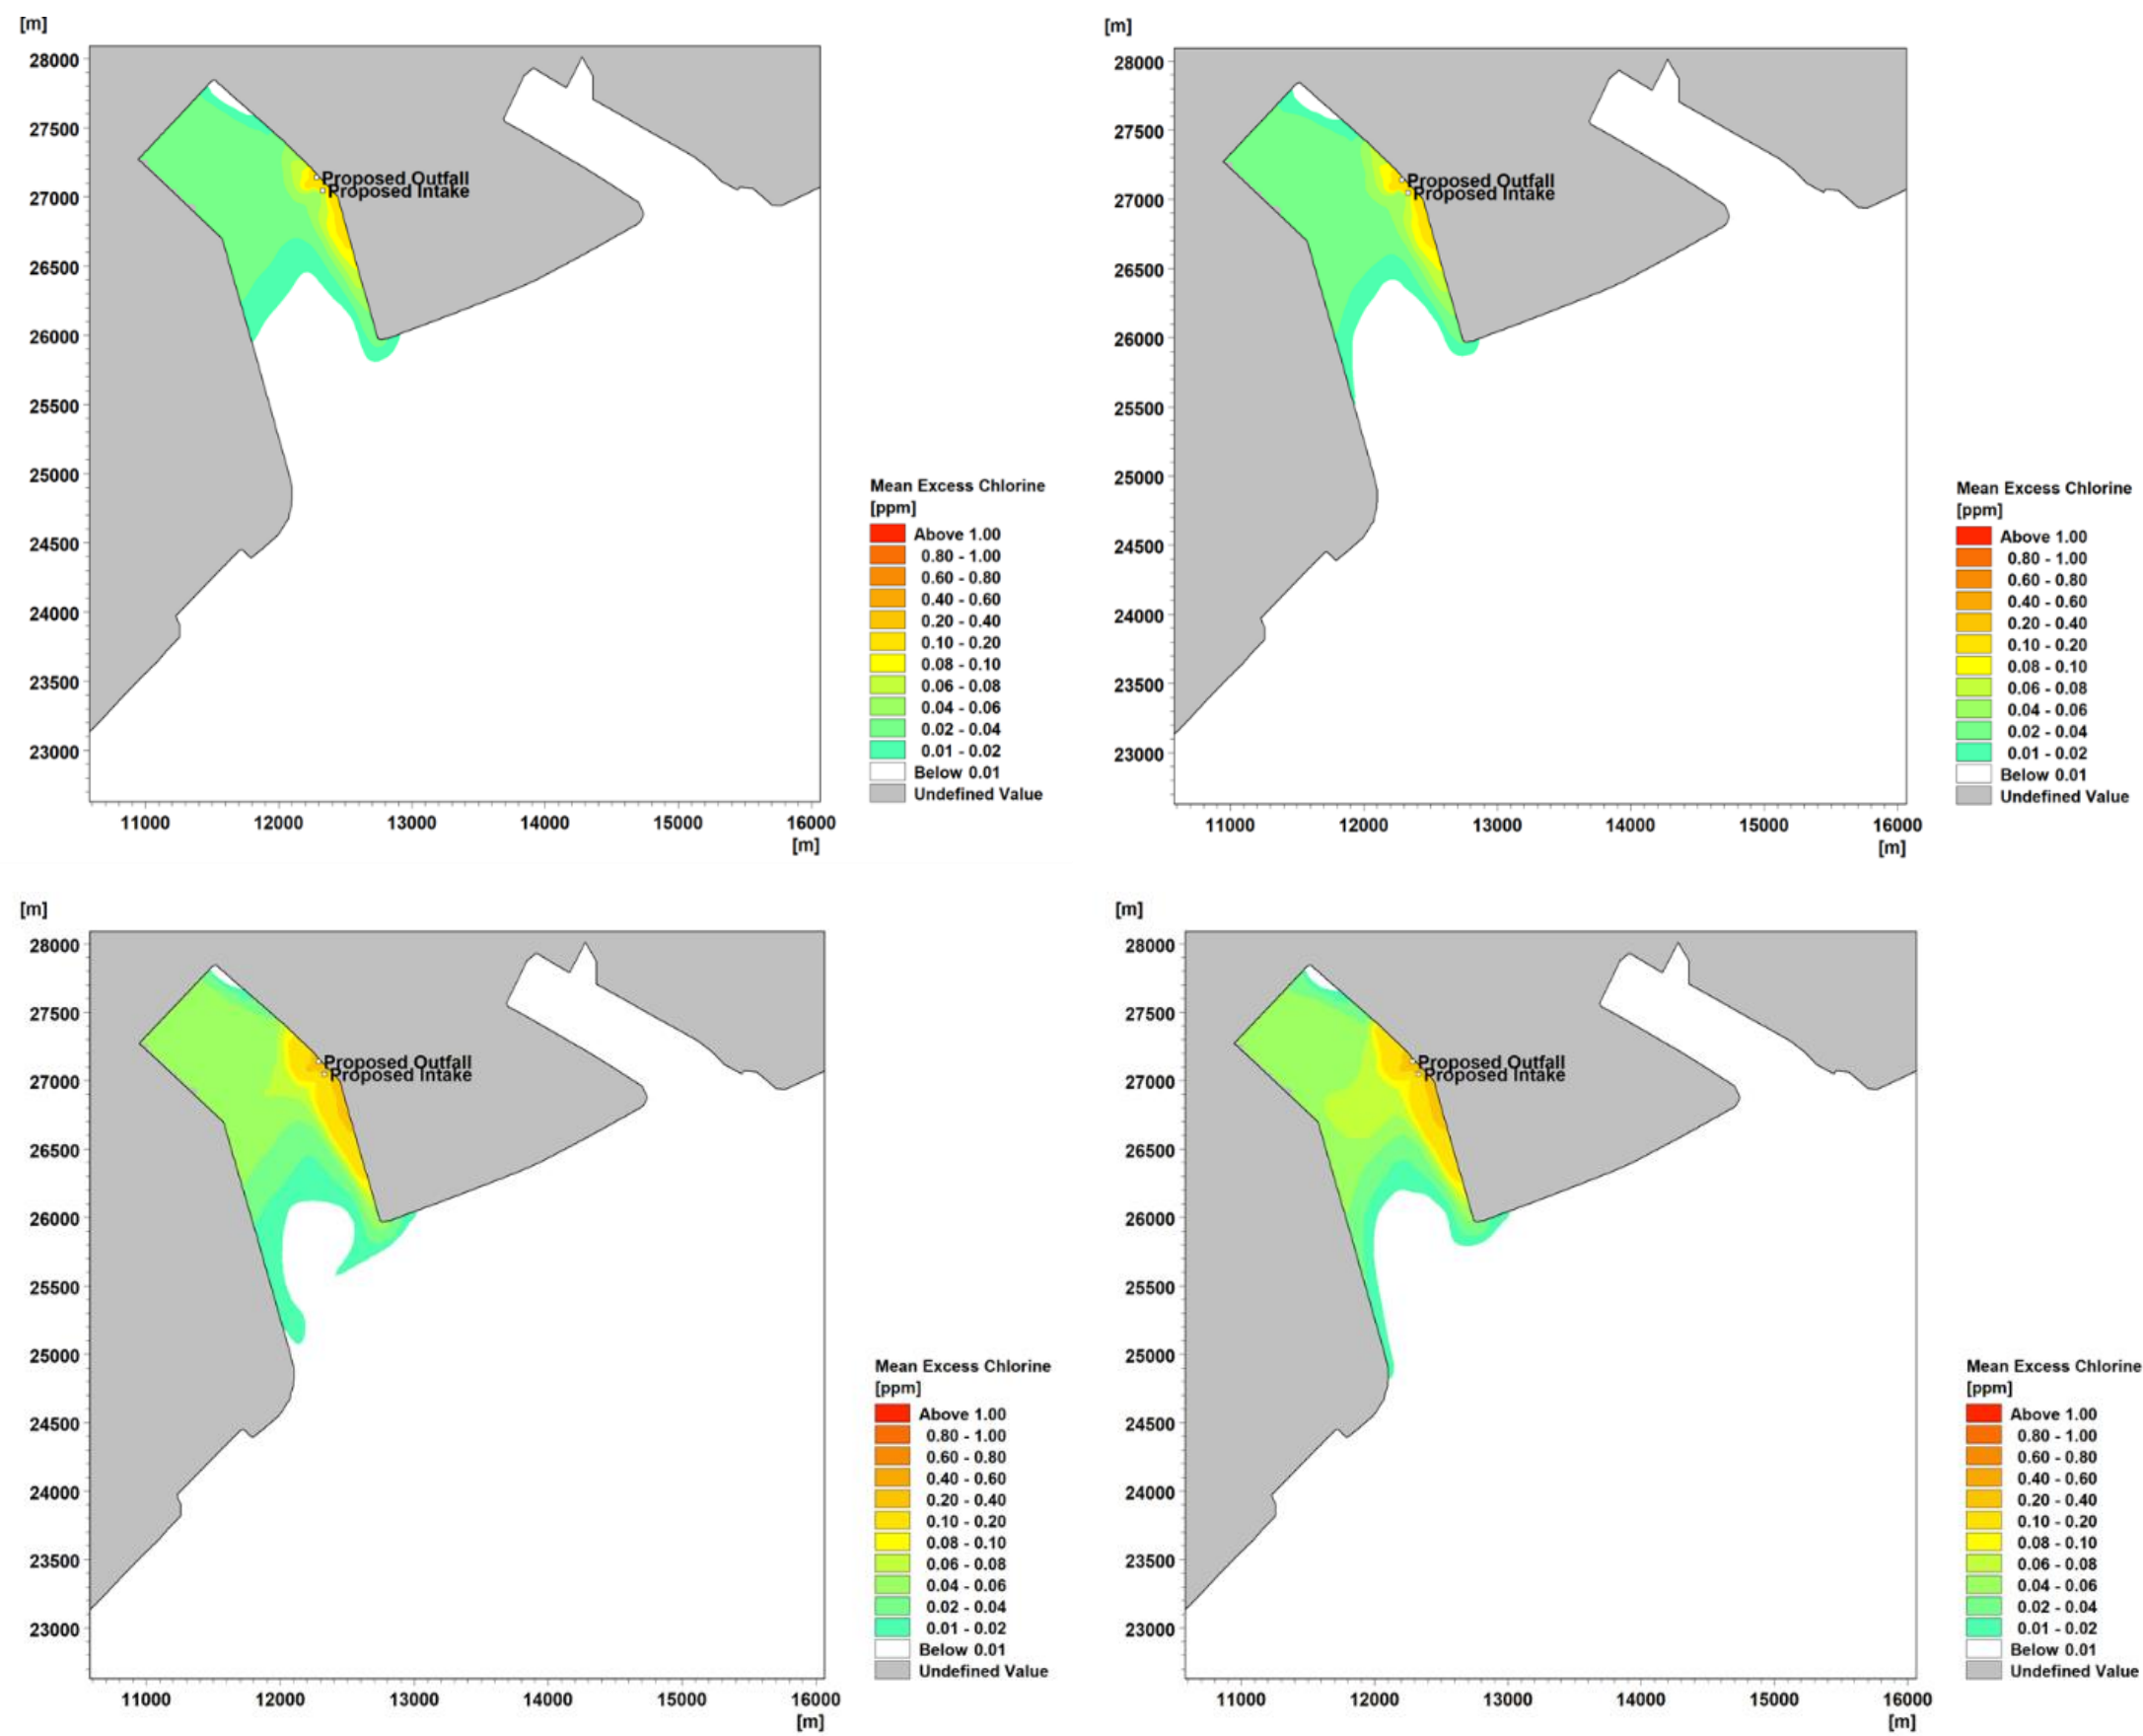 [m]
28000
27500
27000
26500
26000
25500
25000
24500
24000
23500
23000
Proposed Outfall
Proposed Intake
11000 12000 13000 14000 15000 16000
[m]
Mean Excess Chlorine
[ppm]
Above 1.00
0.80 - 1.00
0.60 - 0.80
0.40 - 0.60
0.20 - 0.40
0.10 - 0.20
0.08 - 0.10
0.06 - 0.08
0.04 - 0.06
0.02 - 0.04
0.01 - 0.02
Below 0.01
Undefined Value
[m]
28000
27500
27000
26500
26000
25500
25000
24500
24000
23500
23000
Proposed Outfall
Proposed Intake
11000 12000 13000 14000 15000 16000
[m]
Mean Excess Chlorine
[ppm]
Above 1.00
0.80 - 1.00
0.60 - 0.80
0.40 - 0.60
0.20 - 0.40
0.10 - 0.20
0.08 - 0.10
0.06 - 0.08
0.04 - 0.06
0.02 - 0.04
0.01 - 0.02
Below 0.01
Undefined Value
[m]
28000
27500
27000
26500
26000
25500
25000
24500
24000
23500
23000
Proposed Outfall
Proposed Intake
11000 12000 13000 14000 15000 16000
[m]
Mean Excess Chlorine
[ppm]
Above 1.00
0.80 - 1.00
0.60 - 0.80
0.40 - 0.60
0.20 - 0.40
0.10 - 0.20
0.08 - 0.10
0.06 - 0.08
0.04 - 0.06
0.02 - 0.04
0.01 - 0.02
Below 0.01
Undefined Value
[m]
28000
27500
27000
26500
26000
25500
25000
24500
24000
23500
23000
Proposed Outfall
Proposed Intake
11000 12000 13000 14000 15000 16000
[m]
Mean Excess Chlorine
[ppm]
Above 1.00
0.80 - 1.00
0.60 - 0.80
0.40 - 0.60
0.20 - 0.40
0.10 - 0.20
0.08 - 0.10
0.06 - 0.08
0.04 - 0.06
0.02 - 0.04
0.01 - 0.02
Below 0.01
Undefined Value